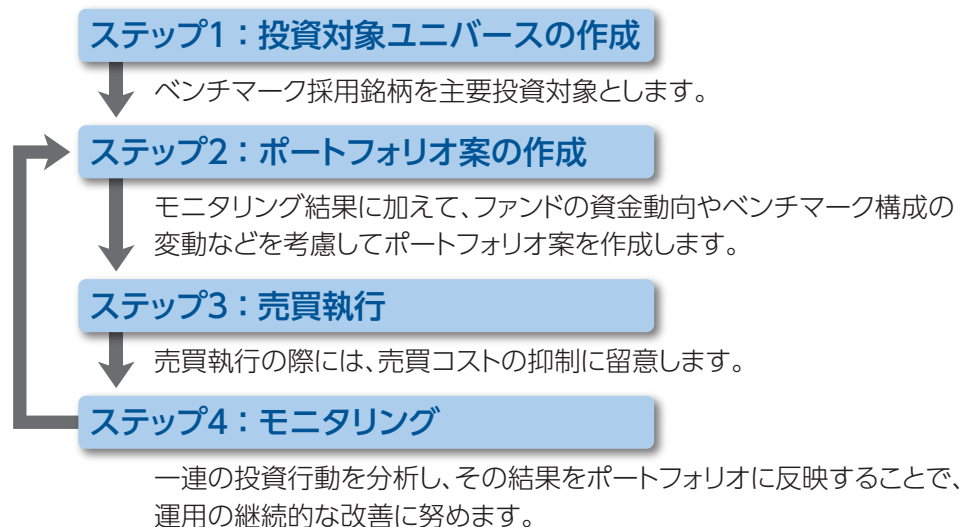 ステップ1：投資対象ユニバースの作成
ベンチマーク採用銘柄を主要投資対象とします。
ステップ2：ポートフォリオ案の作成
モニタリング結果に加えて、ファンドの資金動向やベンチマーク構成の
変動などを考慮してポートフォリオ案を作成します。
ステップ3：売買執行
売買執行の際には、売買コストの抑制に留意します。
ステップ4：モニタリング
一連の投資行動を分析し、その結果をポートフォリオに反映することで、
運用の継続的な改善に努めます。